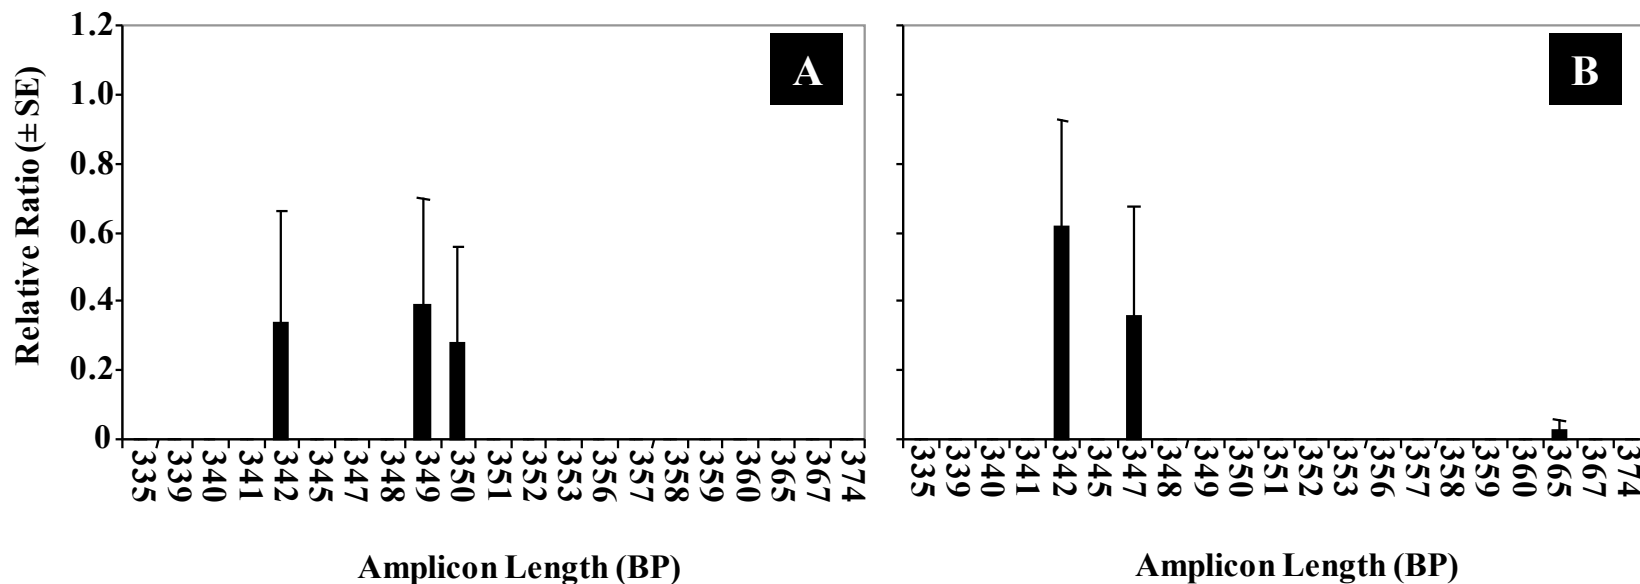 1.2
1.0
0.8
0.6
0.4
0.2
0
Relative Ratio (± SE)
A
335 339 340 341 342 345 347 348 349 350 351 352 353 356 357 358 359 360 365 367 374
Amplicon Length (BP)
B
335 339 340 341 342 345 347 348 349 350 351 352 353 356 357 358 359 360 365 367 374
Amplicon Length (BP)